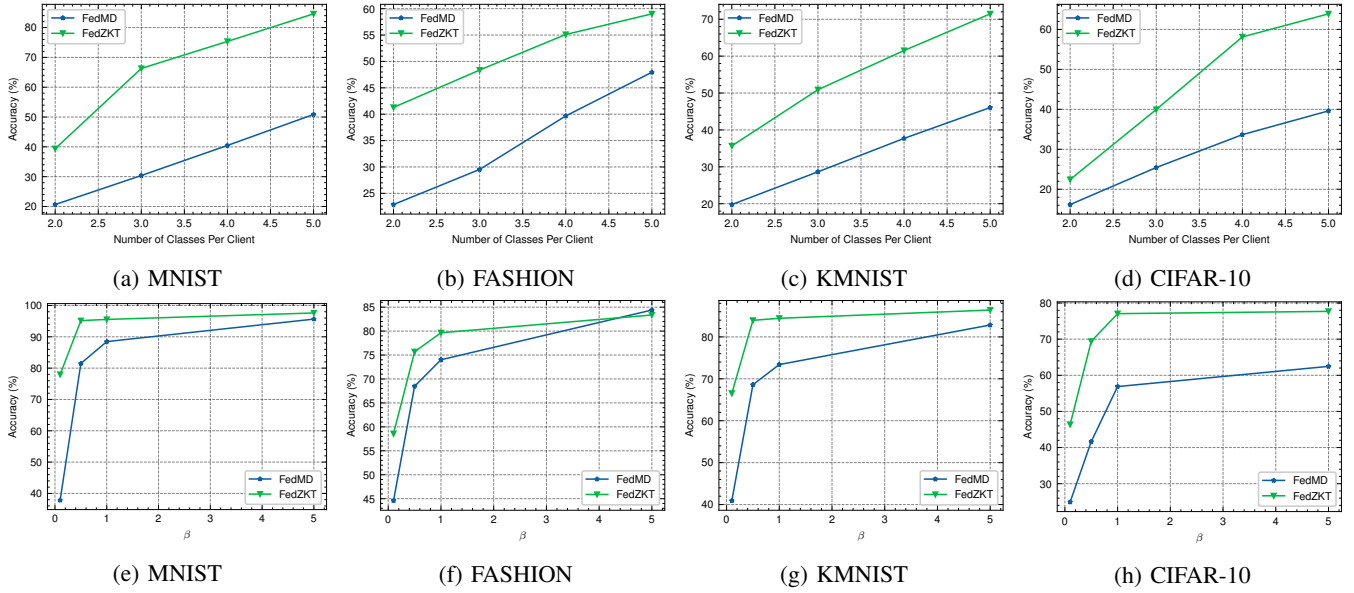 FedMD
FedZKT
80
70
60
50
40
30
20
Accuracy (%)
2.0 2.5 3.0 3.5 4.0 4.5 5.0
Number of Classes Per Client
(a) MNIST
FedMD
FedZKT
60
55
50
45
40
35
30
25
Accuracy (%)
2.0 2.5 3.0 3.5 4.0 4.5 5.0
Number of Classes Per Client
(b) FASHION
FedMD
FedZKT
70
60
50
40
30
20
Accuracy (%)
2.0 2.5 3.0 3.5 4.0 4.5 5.0
Number of Classes Per Client
(c) KMNIST
FedMD
FedZKT
60
50
40
30
20
Accuracy (%)
2.0 2.5 3.0 3.5 4.0 4.5 5.0
Number of Classes Per Client
(d) CIFAR-10
100
90
80
70
60
50
40
Accuracy (%)
FedMD
FedZKT
0 1 2 3 4 5
β
(e) MNIST
85
80
75
70
65
60
55
50
45
Accuracy (%)
FedMD
FedZKT
0 1 2 3 4 5
β
(f) FASHION
80
70
60
50
40
Accuracy (%)
FedMD
FedZKT
0 1 2 3 4 5
β
(g) KMNIST
80
70
60
50
40
30
Accuracy (%)
FedMD
FedZKT
0 1 2 3 4 5
β
(h) CIFAR-10